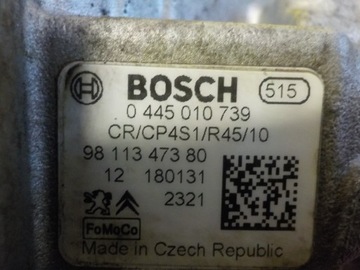 BOSCH 515
0 445 010 739
CR/CP4S1/R45/10
98 113 473 80
12 180131
2321
FoMoCo
Made in Czech Republic